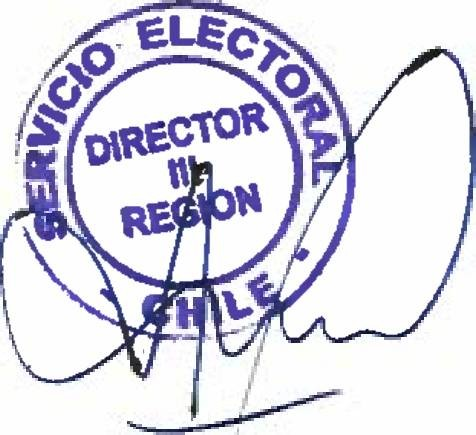 SERVICIO ELECTORAL
DIRECTOR
III
REGION
CHILE